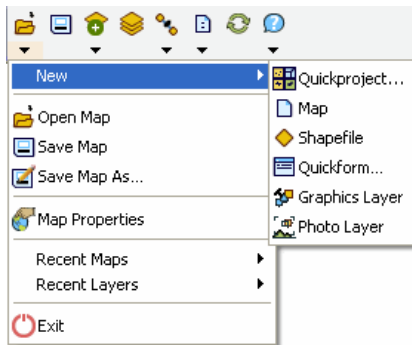 New
Open Map
Save Map
Save Map As...
Map Properties
Recent Maps
Recent Layers
Exit
Quickproject...
Map
Shapefile
Quickform...
Graphics Layer
Photo Layer